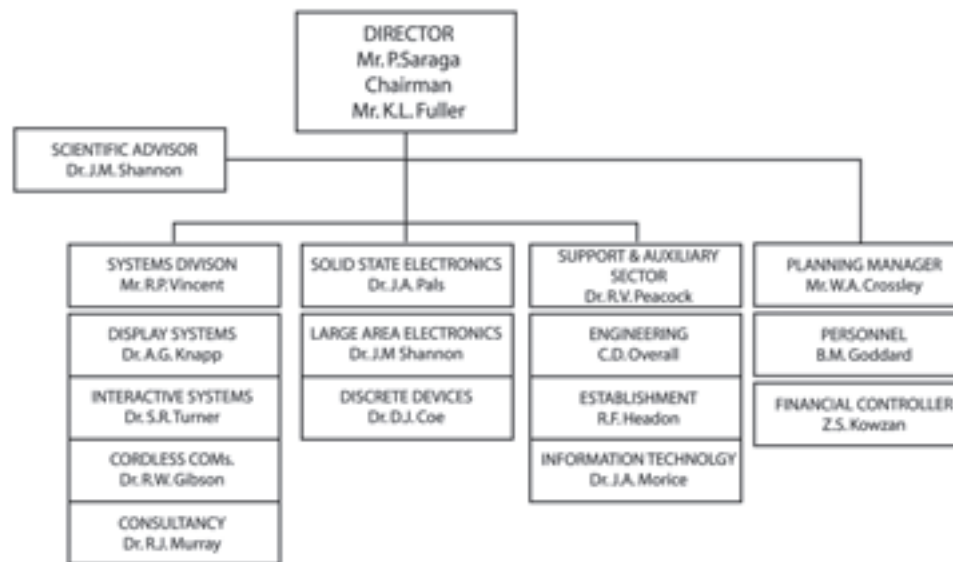 DIRECTOR
Mr. P.Saraga
Chairman
Mr. K.L. Fuller
SCIENTIFIC ADVISOR
Dr. J.M. Shannon
SYSTEMS DIVISON
Mr. R.P. Vincent
DISPLAY SYSTEMS
Dr. A.G. Knapp
INTERACTIVE SYSTEMS
Dr. S.R. Turner
CORDLESS COMs.
Dr. R.W. Gibson
CONSULTANCY
Dr. R.J. Murray
SOLID STATE ELECTRONICS
Dr. J.A. Pals
LARGE AREA ELECTRONICS
Dr. J.M Shannon
DISCRETE DEVICES
Dr. D.J. Coe
SUPPORT & AUXILIARY
SECTOR
Dr. R.V. Peacock
ENGINEERING
C.D. Overall
ESTABLISHMENT
R.F. Headon
INFORMATION TECHNOLGY
Dr. J.A. Morice
PLANNING MANAGER
Mr. W.A. Crossley
PERSONNEL
B.M. Goddard
FINANCIAL CONTROLLER
Z.S. Kowzan